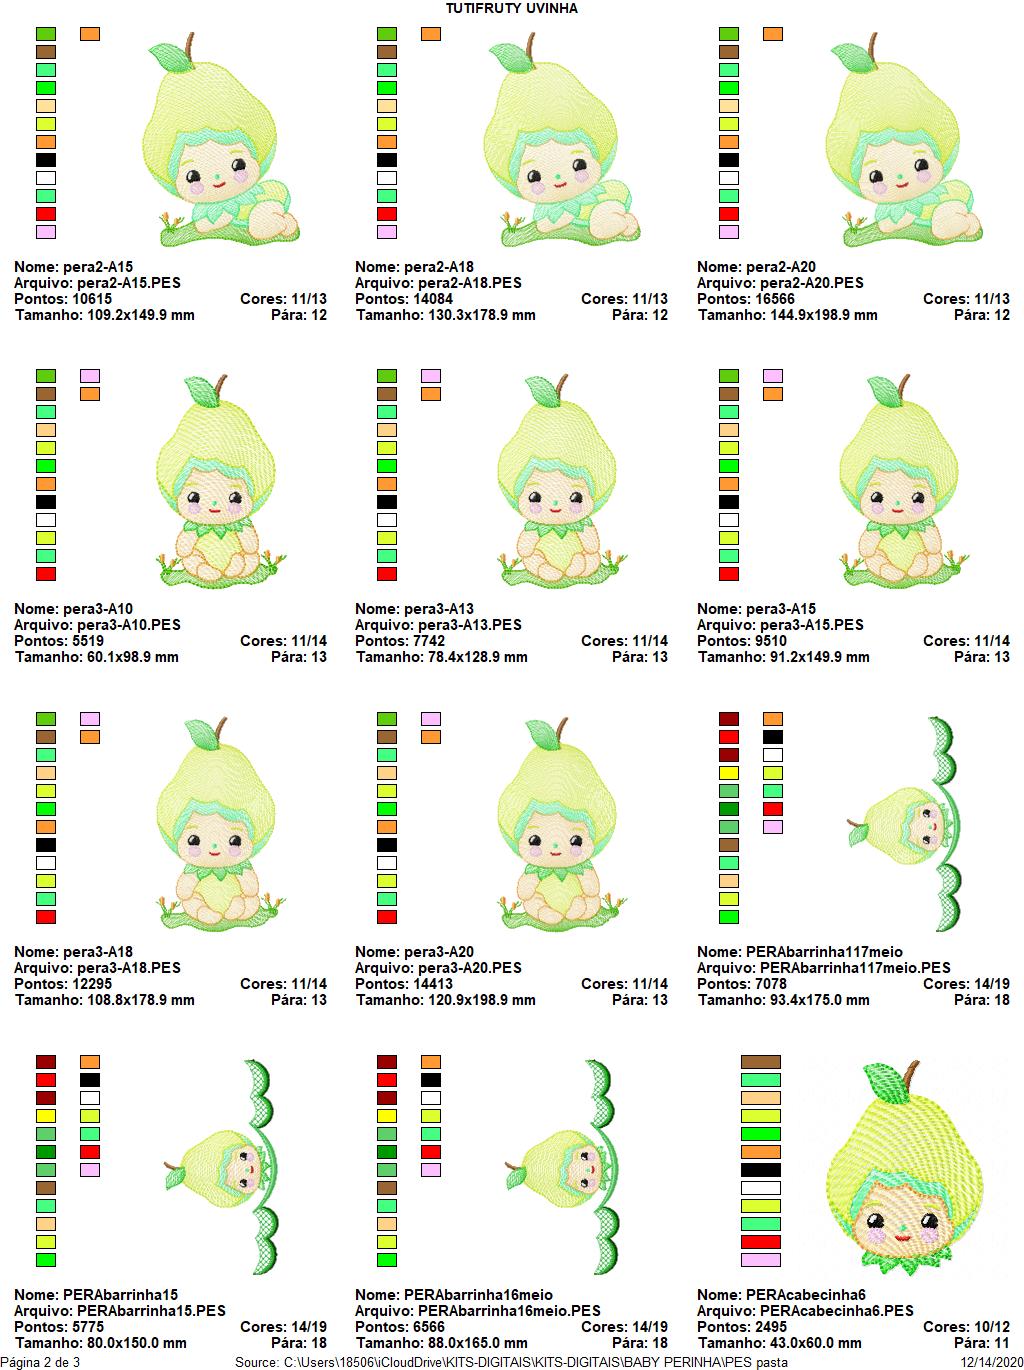 TUTIFRUTY UVINHA
Nome: pera2-A15
Arquivo: pera2-A15.PES
Pontos: 10615 Cores: 11/13
Tamanho: 109.2x149.9 mm Pára: 12
Nome: pera2-A18
Arquivo: pera2-A18.PES
Pontos: 14084 Cores: 11/13
Tamanho: 130.3x178.9 mm Pára: 12
Nome: pera2-A20
Arquivo: pera2-A20.PES
Pontos: 16566 Cores: 11/13
Tamanho: 144.9x198.9 mm Pára: 12
Nome: pera3-A10
Arquivo: pera3-A10.PES
Pontos: 5519 Cores: 11/14
Tamanho: 60.1x98.9 mm Pára: 13
Nome: pera3-A13
Arquivo: pera3-A13.PES
Pontos: 7742 Cores: 11/14
Tamanho: 78.4x128.9 mm Pára: 13
Nome: pera3-A15
Arquivo: pera3-A15.PES
Pontos: 9510 Cores: 11/14
Tamanho: 91.2x149.9 mm Pára: 13
Nome: pera3-A18
Arquivo: pera3-A18.PES
Pontos: 12295 Cores: 11/14
Tamanho: 108.8x178.9 mm Pára: 13
Nome: pera3-A20
Arquivo: pera3-A20.PES
Pontos: 14413 Cores: 11/14
Tamanho: 120.9x198.9 mm Pára: 13
Nome: PERAbarrinha117meio
Arquivo: PERAbarrinha117meio.PES
Pontos: 7078 Cores: 14/19
Tamanho: 93.4x175.0 mm Pára: 18
Nome: PERAbarrinha15
Arquivo: PERAbarrinha15.PES
Pontos: 5775 Cores: 14/19
Tamanho: 80.0x150.0 mm Pára: 18
Nome: PERAbarrinha16meio
Arquivo: PERAbarrinha16meio.PES
Pontos: 6566 Cores: 14/19
Tamanho: 88.0x165.0 mm Pára: 18
Nome: PERAcabecinha6
Arquivo: PERAcabecinha6.PES
Pontos: 2495 Cores: 10/12
Tamanho: 43.0x60.0 mm Pára: 11
Página 2 de 3 Source: C:\Users\18506\iCloudDrive\KITS-DIGITAIS\KITS-DIGITAIS\BABY PERINHA\PES pasta 12/14/2020